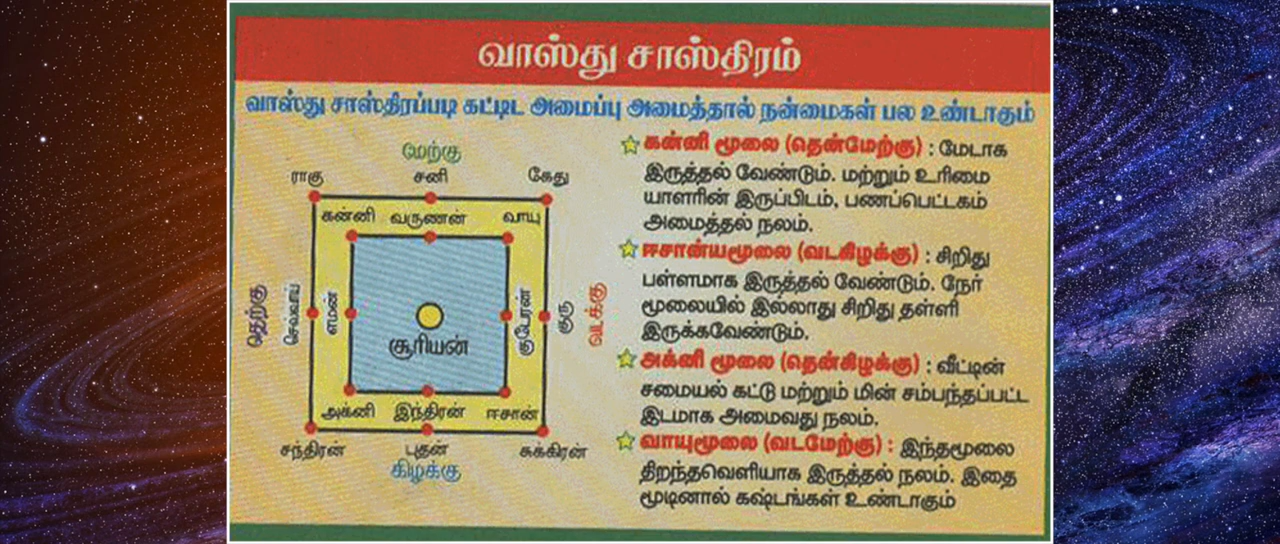 வாஸ்து சாஸ்திரம்
வாஸ்து சாஸ்திரப்படி கட்டிட அமைப்பு அமைத்தால் நன்மைகள் பல உண்டாகும்
மேற்கு
ராகு சனி கேது
கன்னி வருணன் வாயு
தெற்கு செவ்வாய் எமன் குபேரன் குரு வடக்கு
சூரியன்
அக்னி இந்திரன் ஈசான்
சந்திரன் புதன் சுக்கிரன்
கிழக்கு
கன்னி மூலை (தென்மேற்கு) : மேடாக
இருத்தல் வேண்டும். மற்றும் உரிமை
யாளரின் இருப்பிடம், பணப்பெட்டகம்
அமைத்தல் நலம்.
ஈசான்யமூலை (வடகிழக்கு) : சிறிது
பள்ளமாக இருத்தல் வேண்டும். நேர்
மூலையில் இல்லாது சிறிது தள்ளி
இருக்கவேண்டும்.
அக்னி மூலை (தென்கிழக்கு) : வீட்டின்
சமையல் கட்டு மற்றும் மின் சம்பந்தப்பட்ட
இடமாக அமைவது நலம்.
வாயுமூலை (வடமேற்கு) : இந்தமூலை
திறந்தவெளியாக இருத்தல் நலம். இதை
மூடினால் கஷ்டங்கள் உண்டாகும்